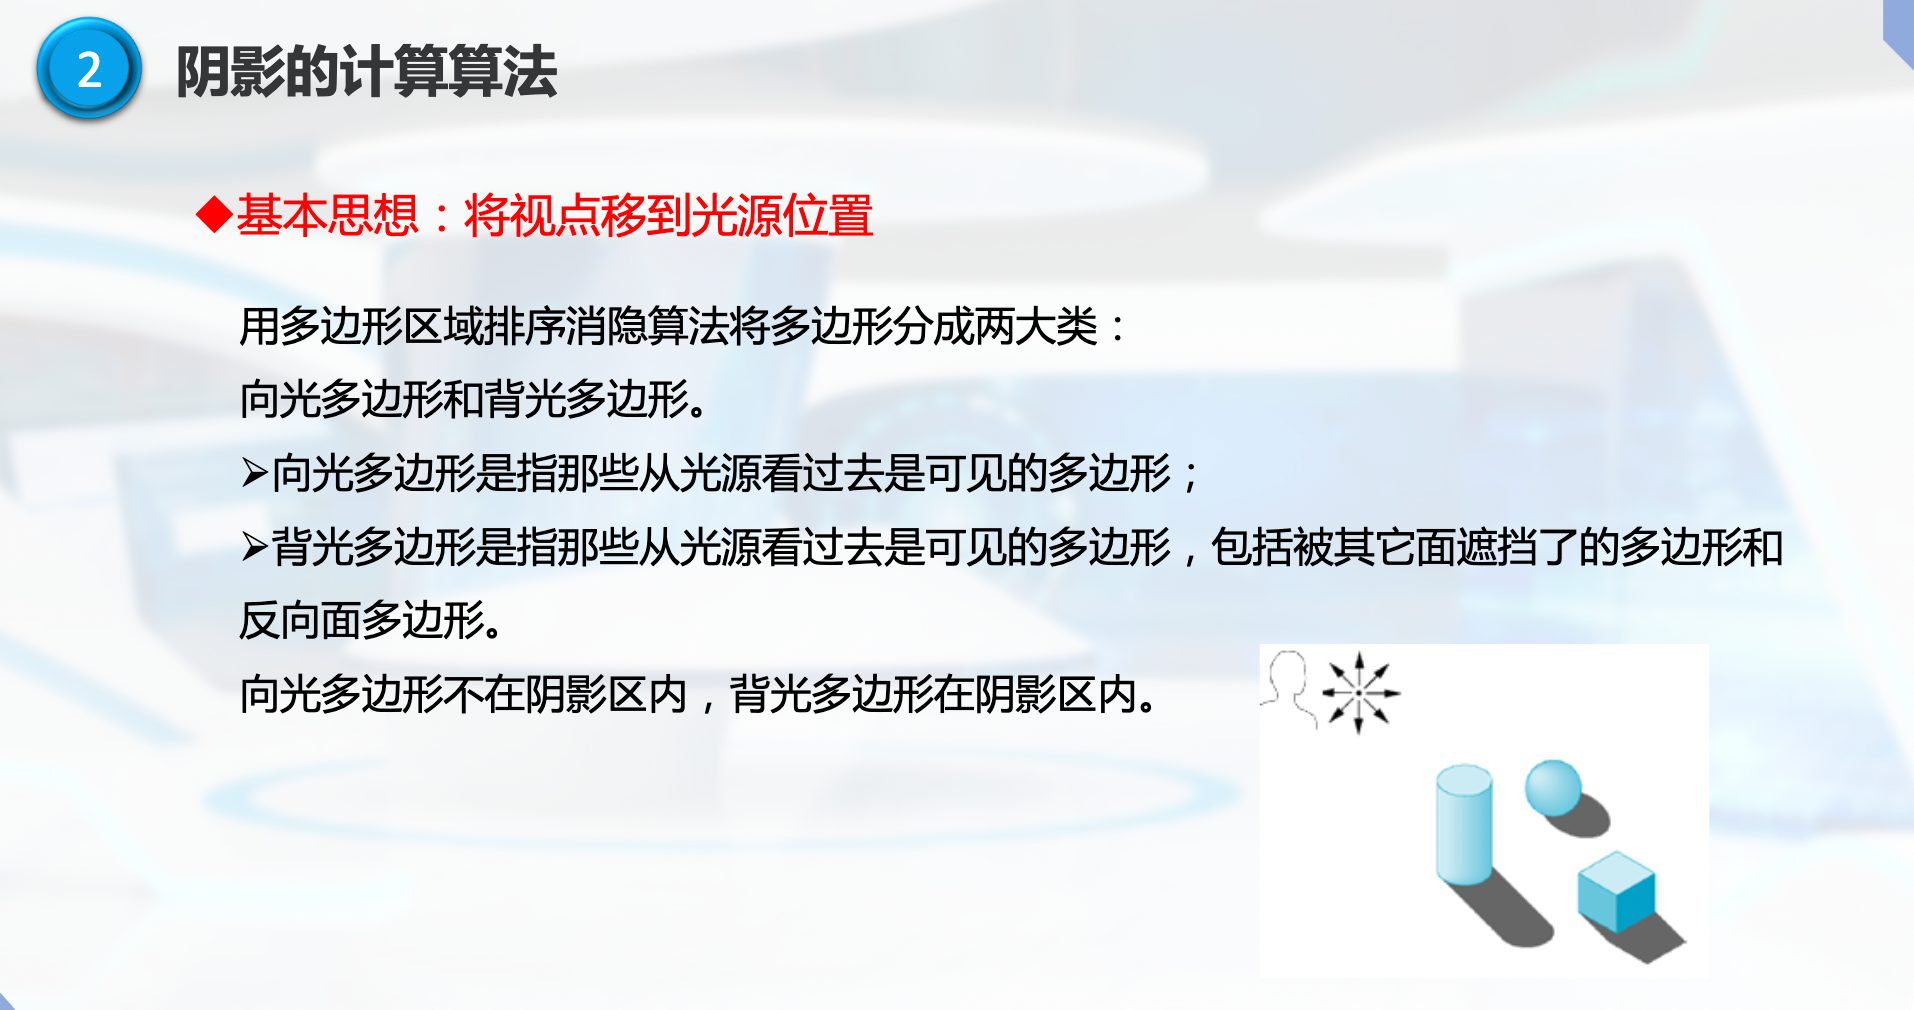 2
阴影的计算算法
◆基本思想：将视点移到光源位置
用多边形区域排序消隐算法将多边形分成两大类：
向光多边形和背光多边形。
➢向光多边形是指那些从光源看过去是可见的多边形；
➢背光多边形是指那些从光源看过去是可见的多边形，包括被其它面遮挡了的多边形和
反向面多边形。
向光多边形不在阴影区内，背光多边形在阴影区内。